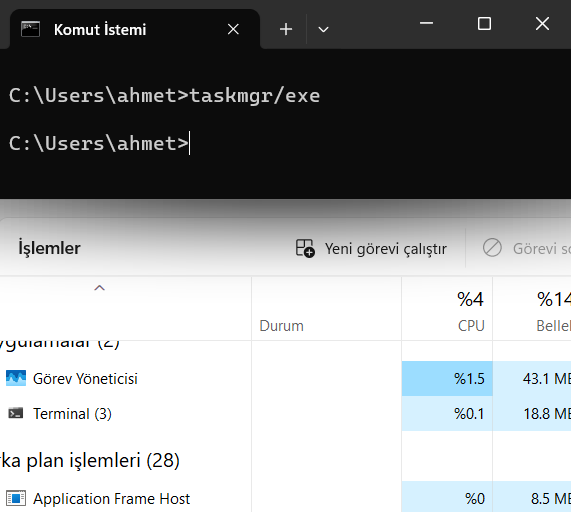 Komut İstemi
C:\Users\ahmet>taskmgr/exe
C:\Users\ahmet>
İşlemler
Yeni görevi çalıştır
Görevi so
%4
%14
Durum
CPU
Belle
ygulamalar (2)
Görev Yöneticisi
%1.5
43.1 MB
Terminal (3)
%0.1
18.8 MB
rka plan işlemleri (28)
Application Frame Host
%0
8.5 MB